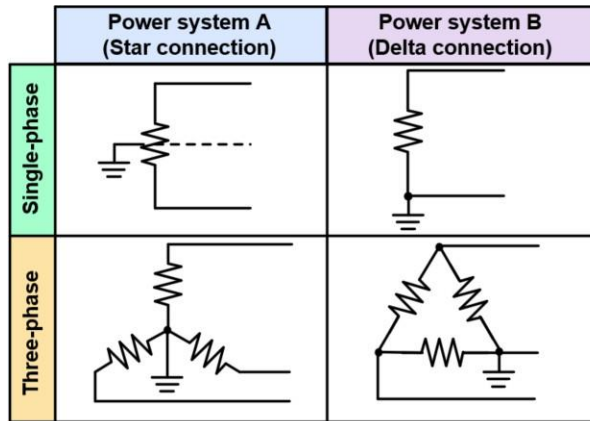 Power system A
(Star connection)
Power system B
(Delta connection)
Single-phase
Three-phase